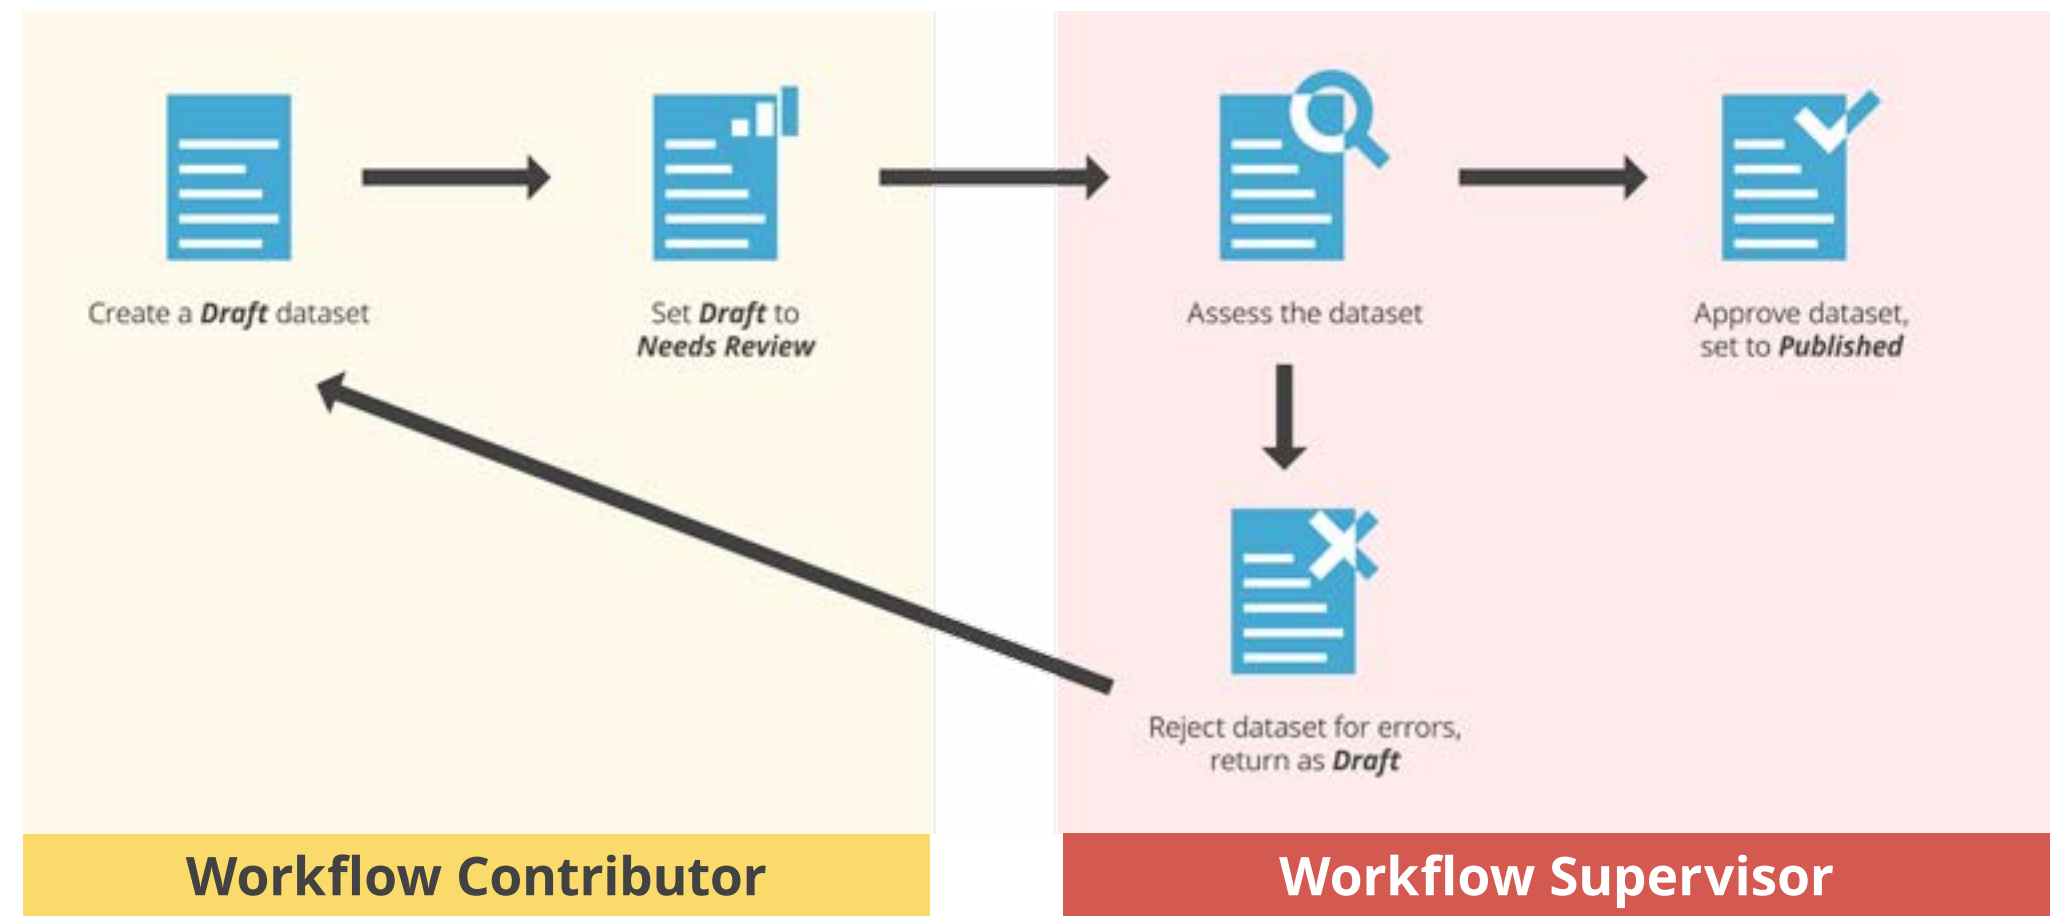 Create a Draft dataset
Set Draft to
Needs Review
Assess the dataset
Approve dataset,
set to Published
Reject dataset for errors,
return as Draft
Workflow Contributor
Workflow Supervisor